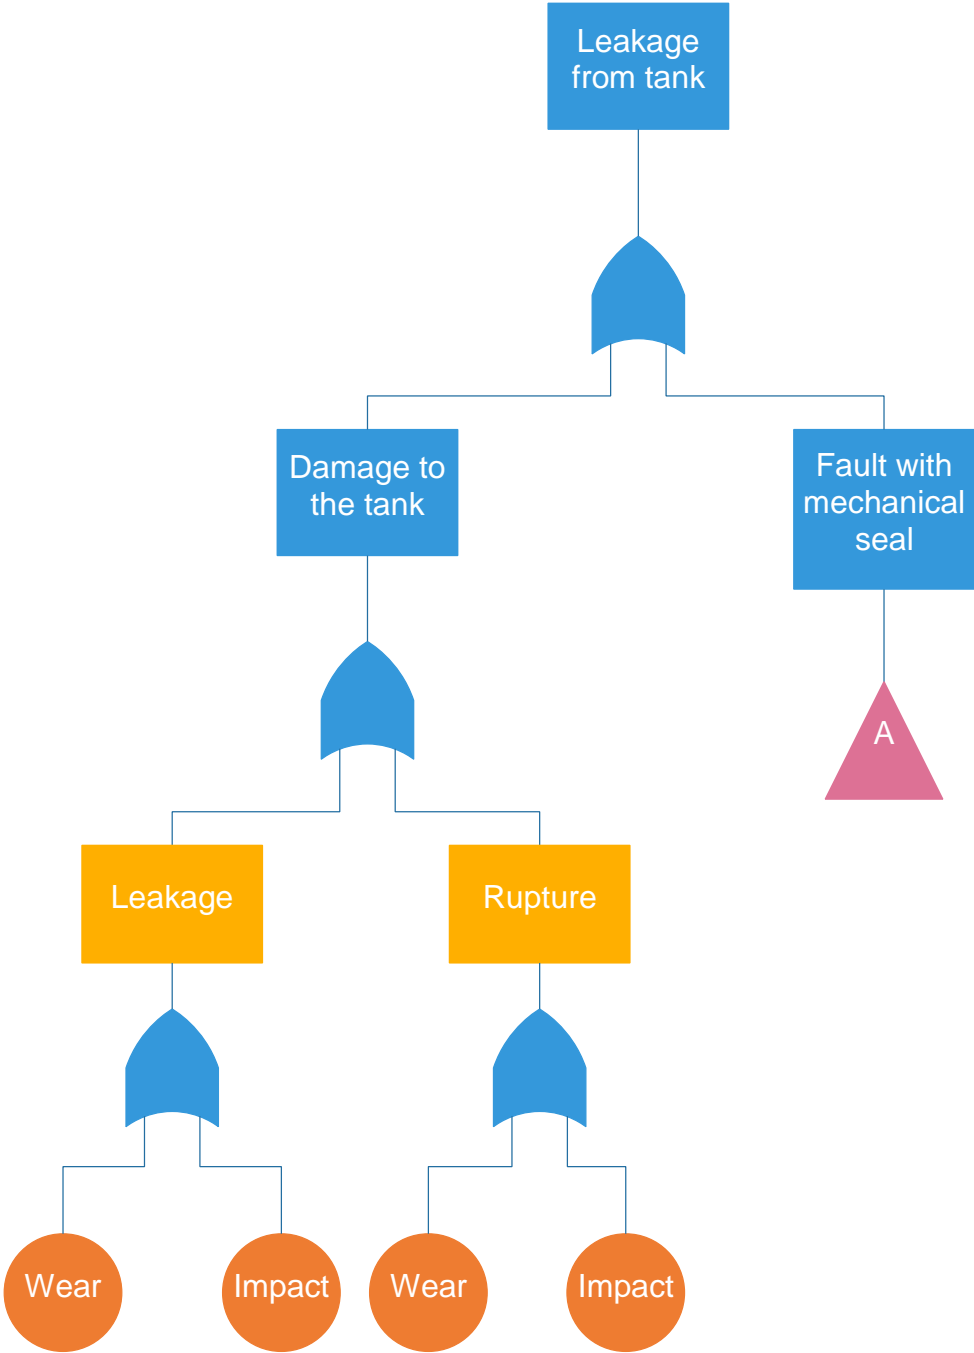 Leakage
from tank
Damage to
the tank
Fault with
mechanical
seal
A
Leakage
Rupture
Wear
Impact
Wear
Impact